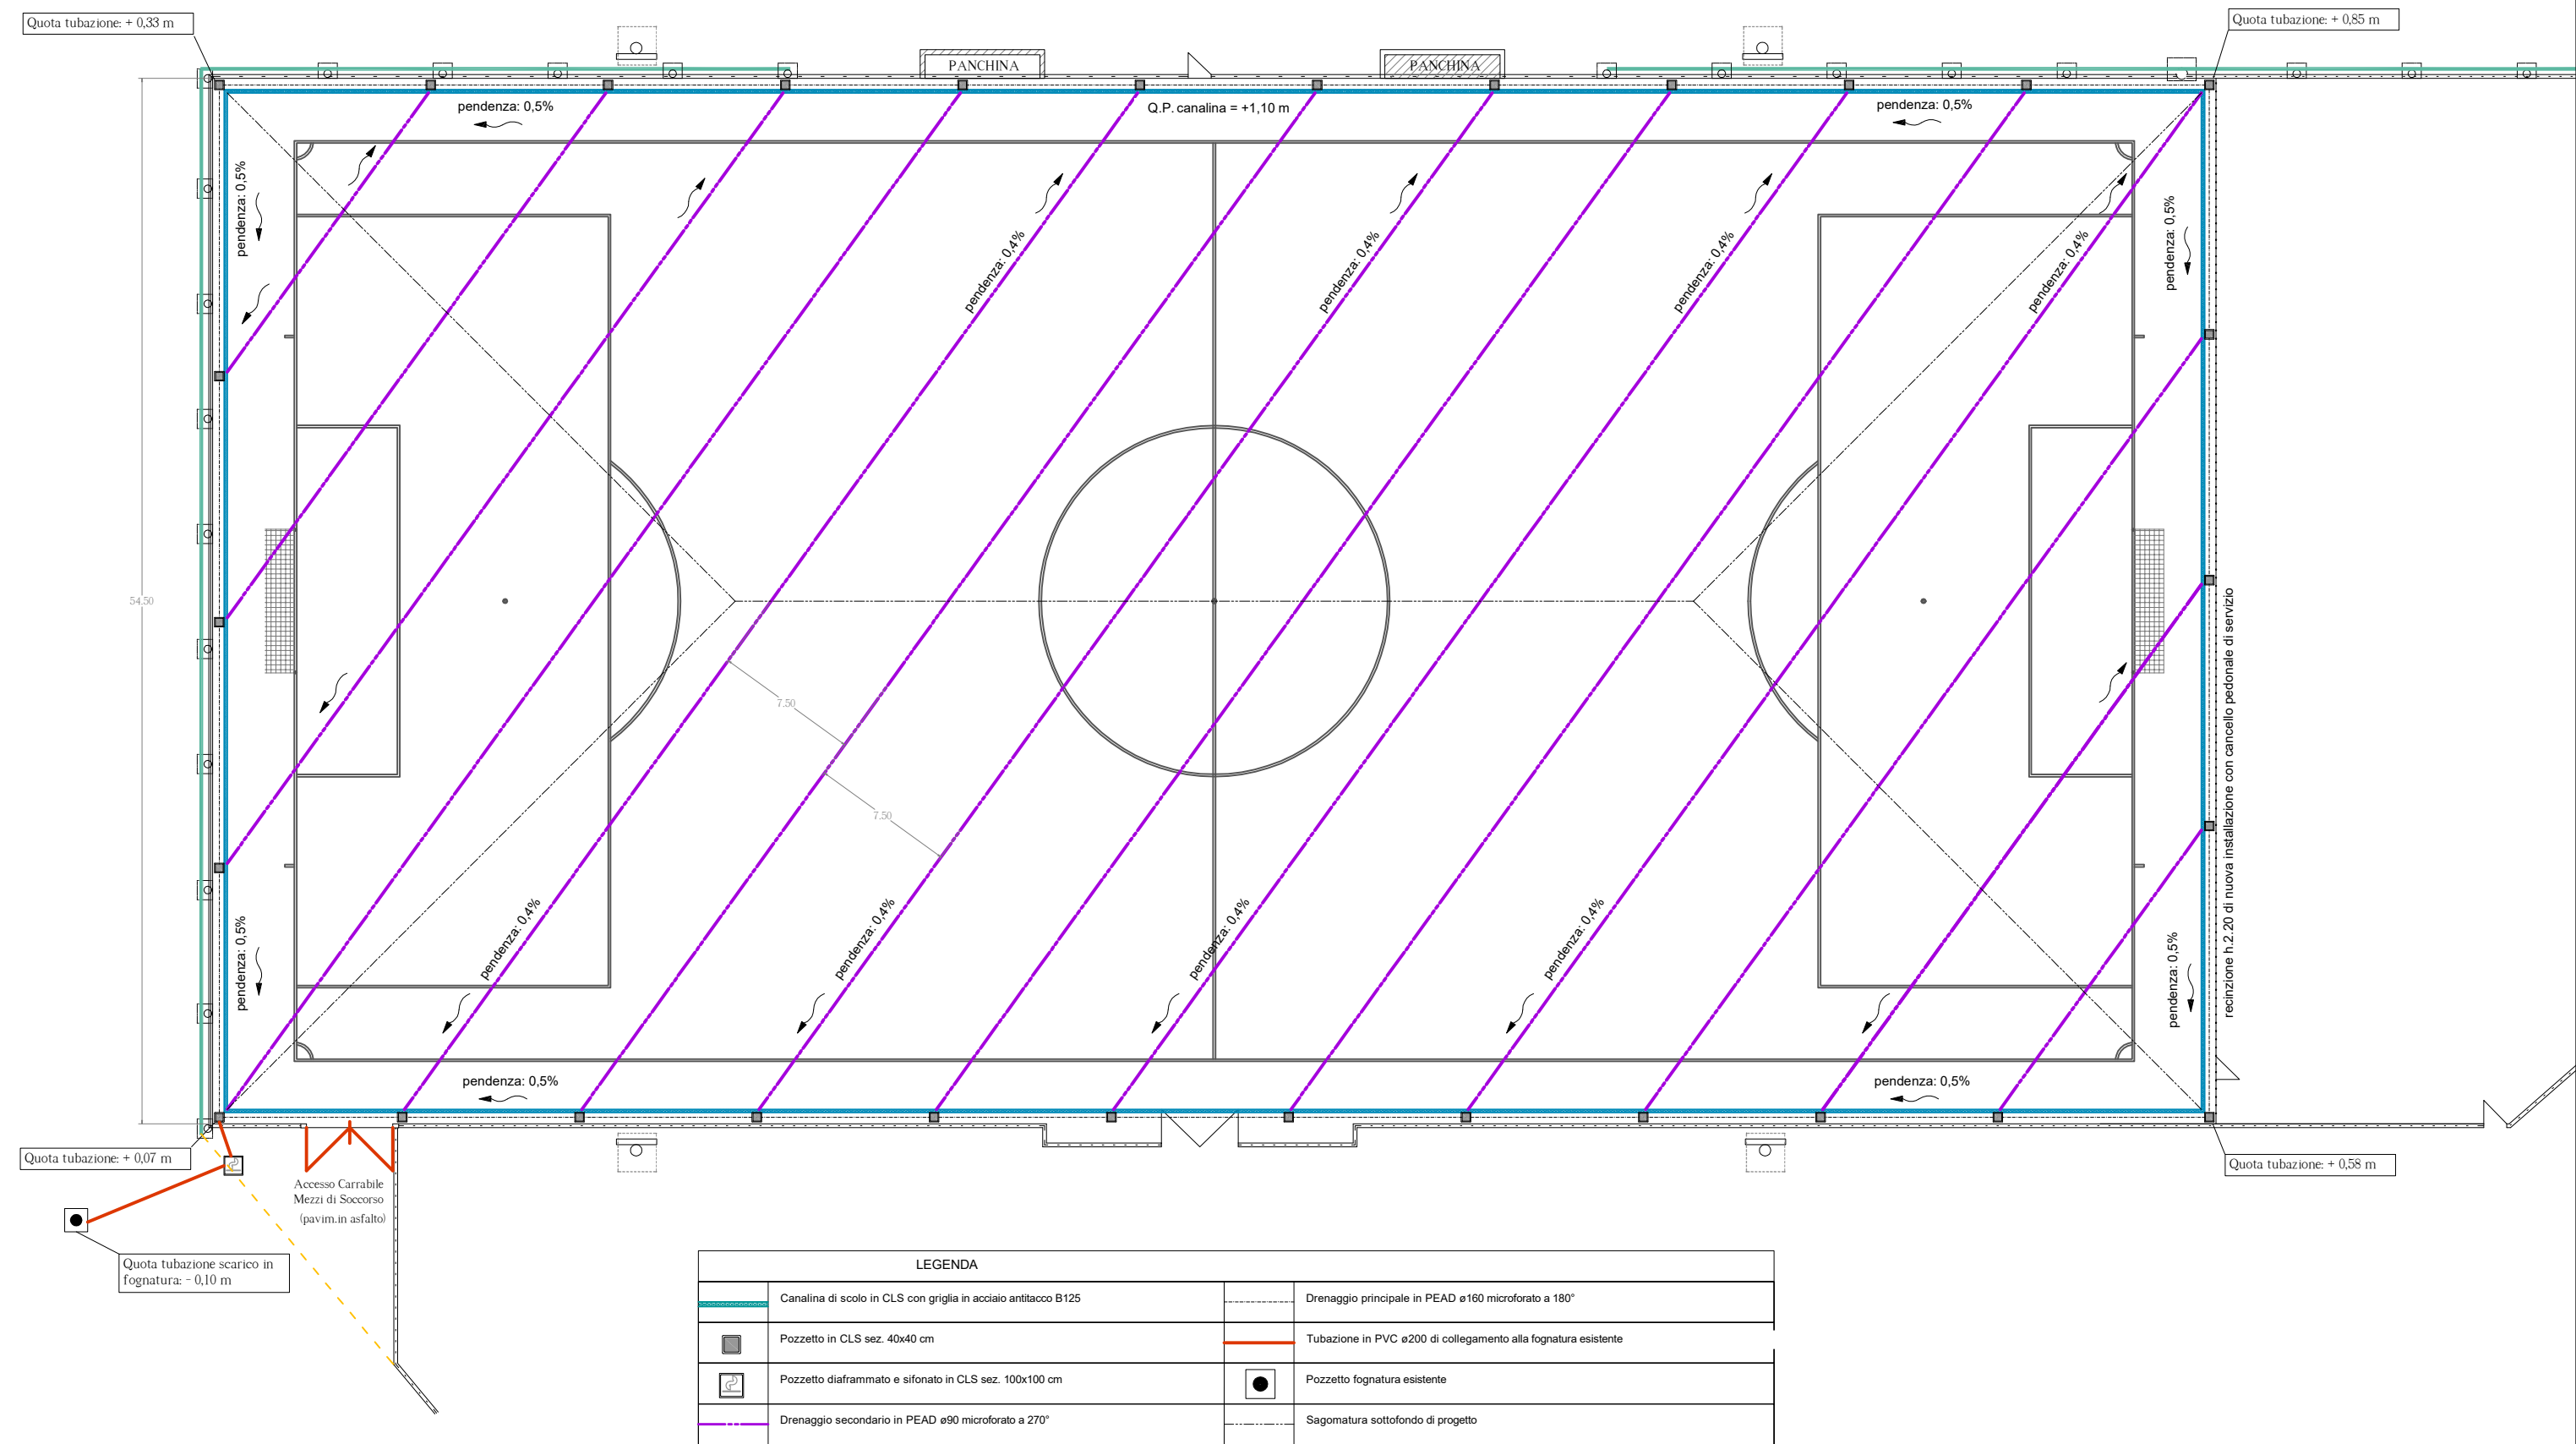 Quota tubazione: + 0,33 m
Quota tubazione: + 0,85 m
PANCHINA
PANCHINA
pendenza: 0,5%
Q.P. canalina = +1,10 m
pendenza: 0,5%
pendenza: 0,5%
pendenza: 0,5%
pendenza: 0,4%
pendenza: 0,4%
pendenza: 0,4%
pendenza: 0,4%
54.50
7.50
7.50
recinzione h.2.20 di nuova installazione con cancello pedonale di servizio
pendenza: 0,4%
pendenza: 0,4%
pendenza: 0,4%
pendenza: 0,4%
pendenza: 0,5%
pendenza: 0,5%
pendenza: 0,5%
pendenza: 0,5%
Quota tubazione: + 0,07 m
Quota tubazione: + 0,58 m
Accesso Carrabile
Mezzi di Soccorso
(pavim.in asfalto)
Quota tubazione scarico in
fognatura: - 0,10 m
LEGENDA
Canalina di scolo in CLS con griglia in acciaio antitacco B125
Drenaggio principale in PEAD ø160 microforato a 180°
Pozzetto in CLS sez. 40x40 cm
Tubazione in PVC ø200 di collegamento alla fognatura esistente
Pozzetto diaframmato e sifonato in CLS sez. 100x100 cm
Pozzetto fognatura esistente
Drenaggio secondario in PEAD ø90 microforato a 270°
Sagomatura sottofondo di progetto